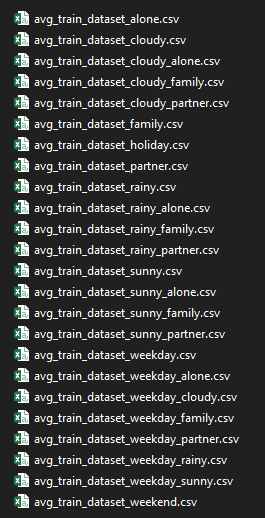 avg_train_dataset_alone.csv
avg_train_dataset_cloudy.csv
avg_train_dataset_cloudy_alone.csv
avg_train_dataset_cloudy_family.csv
avg_train_dataset_cloudy_partner.csv
avg_train_dataset_family.csv
avg_train_dataset_holiday.csv
avg_train_dataset_partner.csv
avg_train_dataset_rainy.csv
avg_train_dataset_rainy_alone.csv
avg_train_dataset_rainy_family.csv
avg_train_dataset_rainy_partner.csv
avg_train_dataset_sunny.csv
avg_train_dataset_sunny_alone.csv
avg_train_dataset_sunny_family.csv
avg_train_dataset_sunny_partner.csv
avg_train_dataset_weekday.csv
avg_train_dataset_weekday_alone.csv
avg_train_dataset_weekday_cloudy.csv
avg_train_dataset_weekday_family.csv
avg_train_dataset_weekday_partner.csv
avg_train_dataset_weekday_rainy.csv
avg_train_dataset_weekday_sunny.csv
avg_train_dataset_weekend.csv